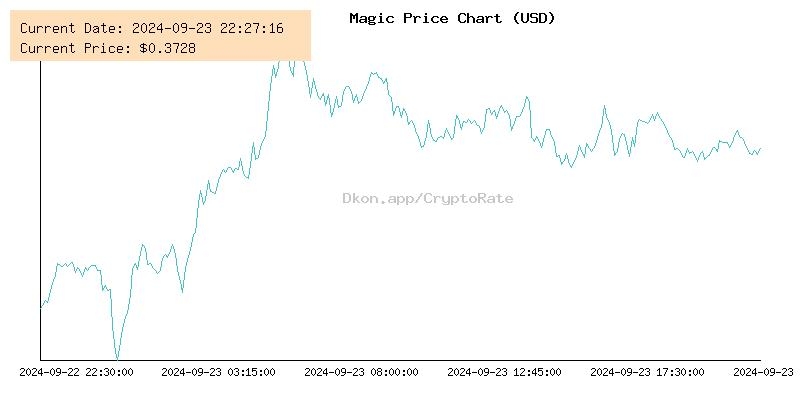 Magic Price Chart (USD)
Current Date: 2024-09-23 22:27:16
Current Price: $0.3728
Dkon.app/CryptoRate
2024-09-22 22:30:00 2024-09-23 03:15:00 2024-09-23 08:00:00 2024-09-23 12:45:00 2024-09-23 17:30:00 2024-09-23